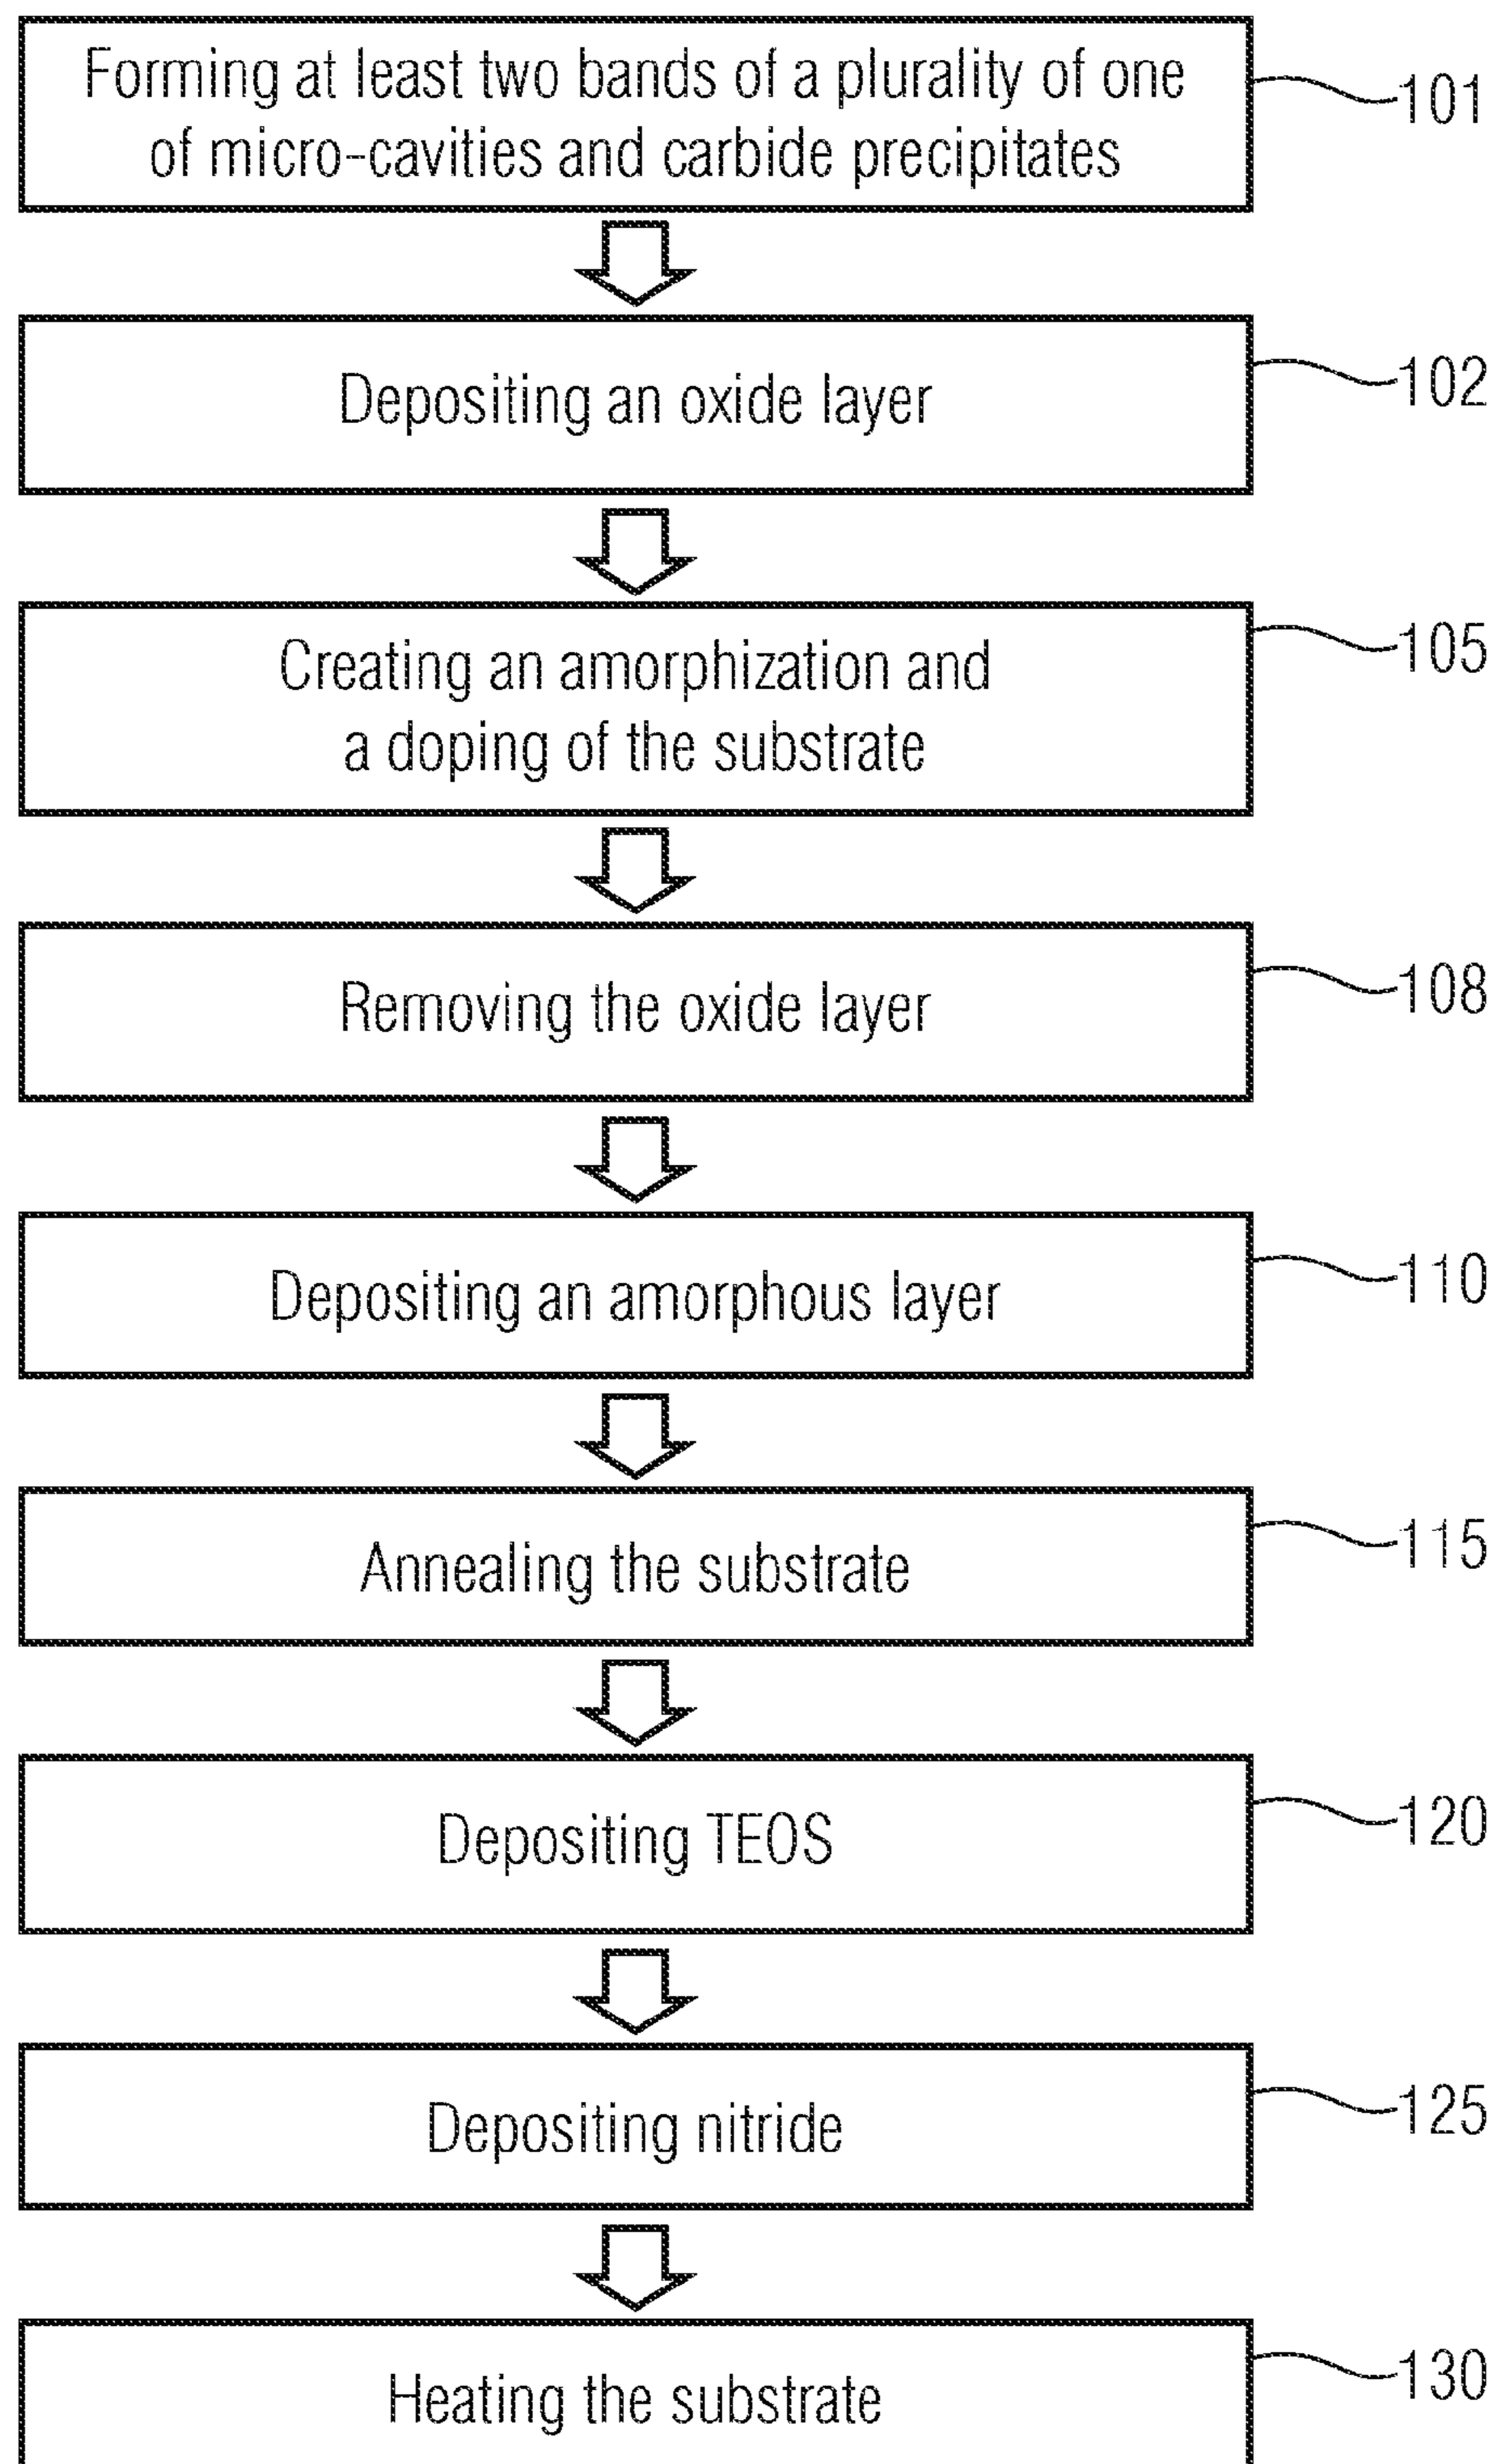 Forming at least two bands of a plurality of one
of micro-cavities and carbide precipitates
101
Depositing an oxide layer
102
Creating an amorphization and
a doping of the substrate
105
Removing the oxide layer
108
Depositing an amorphous layer
110
Annealing the substrate
115
Depositing TEOS
120
Depositing nitride
125
Heating the substrate
130